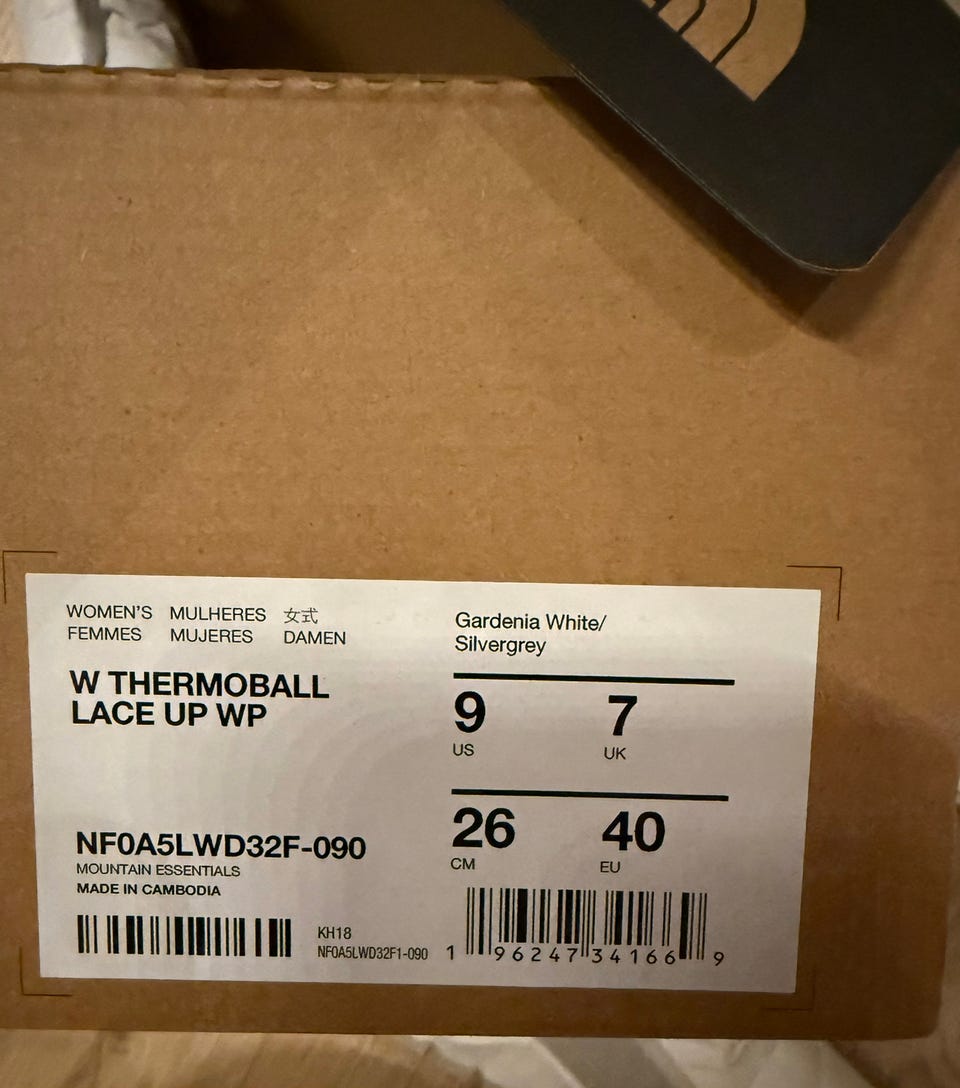 WOMEN'S MULHERES 女式
FEMMES MUJERES DAMEN
W THERMOBALL
LACE UP WP
NF0A5LWD32F-090
MOUNTAIN ESSENTIALS
MADE IN CAMBODIA
KH18
NF0A5LWD32F1-090
Gardenia White/
Silvergrey
9 7
US UK
26 40
CM EU
1 96247 34166 9